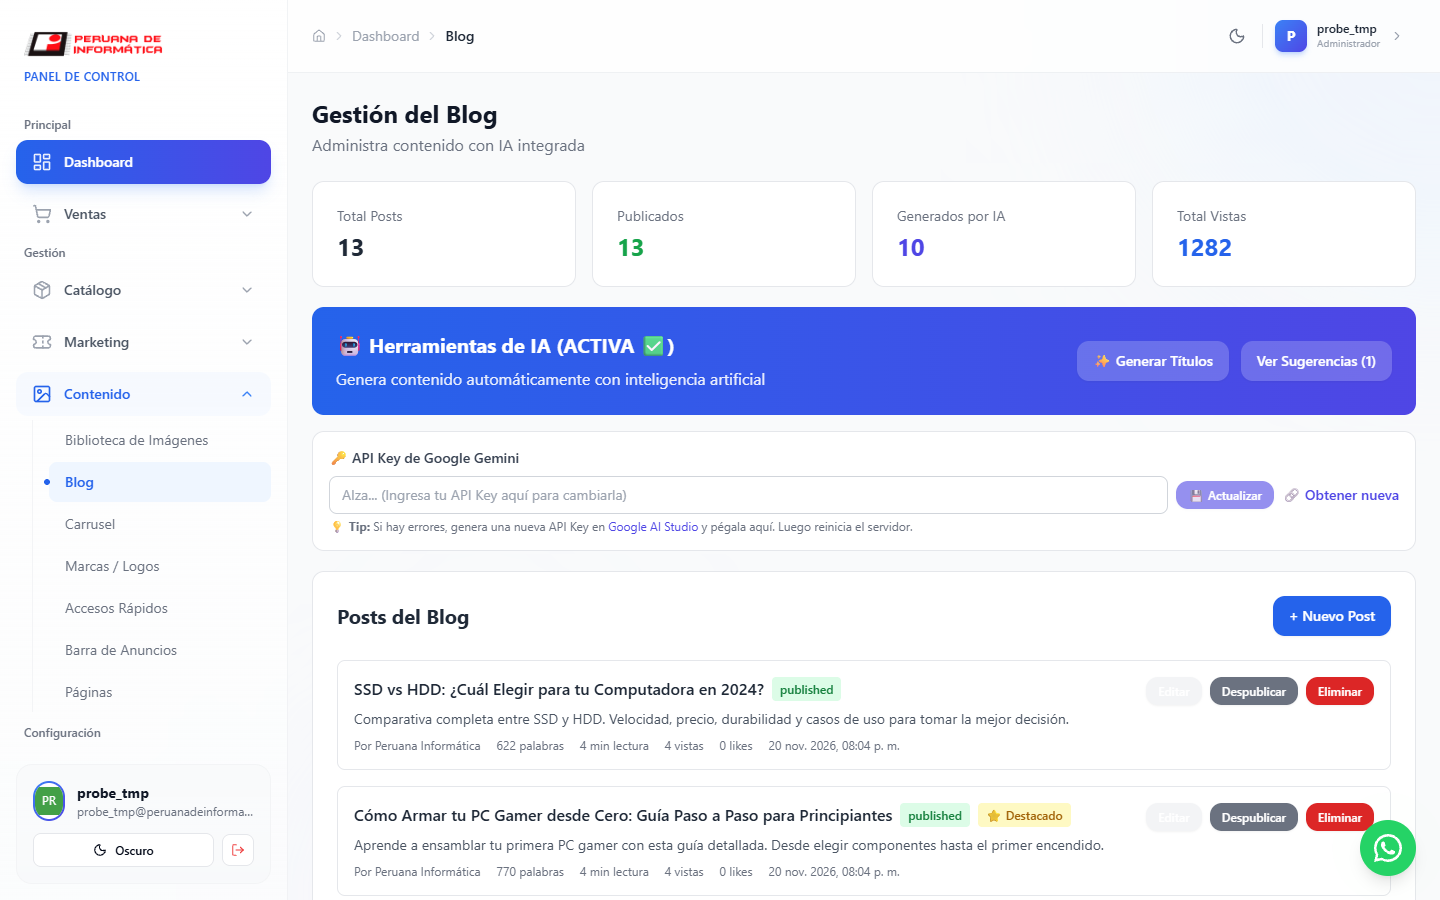 PERUANA DE
INFORMÁTICA
PANEL DE CONTROL
Principal
Dashboard
Ventas
Gestión
Catálogo
Marketing
Contenido
Biblioteca de Imágenes
Blog
Carrusel
Marcas / Logos
Accesos Rápidos
Barra de Anuncios
Páginas
Configuración
PR
probe_tmp
probe_tmp@peruanadeinforma...
Oscuro
Dashboard
Blog
P
probe_tmp
Administrador
Gestión del Blog
Administra contenido con IA integrada
Total Posts
13
Publicados
13
Generados por IA
10
Total Vistas
1282
🤖 Herramientas de IA (ACTIVA ✅)
Genera contenido automáticamente con inteligencia artificial
✨ Generar Títulos
Ver Sugerencias (1)
🔑 API Key de Google Gemini
AIza... (Ingresa tu API Key aquí para cambiarla)
💾 Actualizar
🔗 Obtener nueva
💡 Tip: Si hay errores, genera una nueva API Key en Google AI Studio y pégala aquí. Luego reinicia el servidor.
Posts del Blog
+ Nuevo Post
SSD vs HDD: ¿Cuál Elegir para tu Computadora en 2024? published
Editar Despublicar Eliminar
Comparativa completa entre SSD y HDD. Velocidad, precio, durabilidad y casos de uso para tomar la mejor decisión.
Por Peruana Informática 622 palabras 4 min lectura 4 vistas 0 likes 20 nov. 2026, 08:04 p. m.
Cómo Armar tu PC Gamer desde Cero: Guía Paso a Paso para Principiantes published ⭐ Destacado
Editar Despublicar Eliminar
Aprende a ensamblar tu primera PC gamer con esta guía detallada. Desde elegir componentes hasta el primer encendido.
Por Peruana Informática 770 palabras 4 min lectura 4 vistas 0 likes 20 nov. 2026, 08:04 p. m.